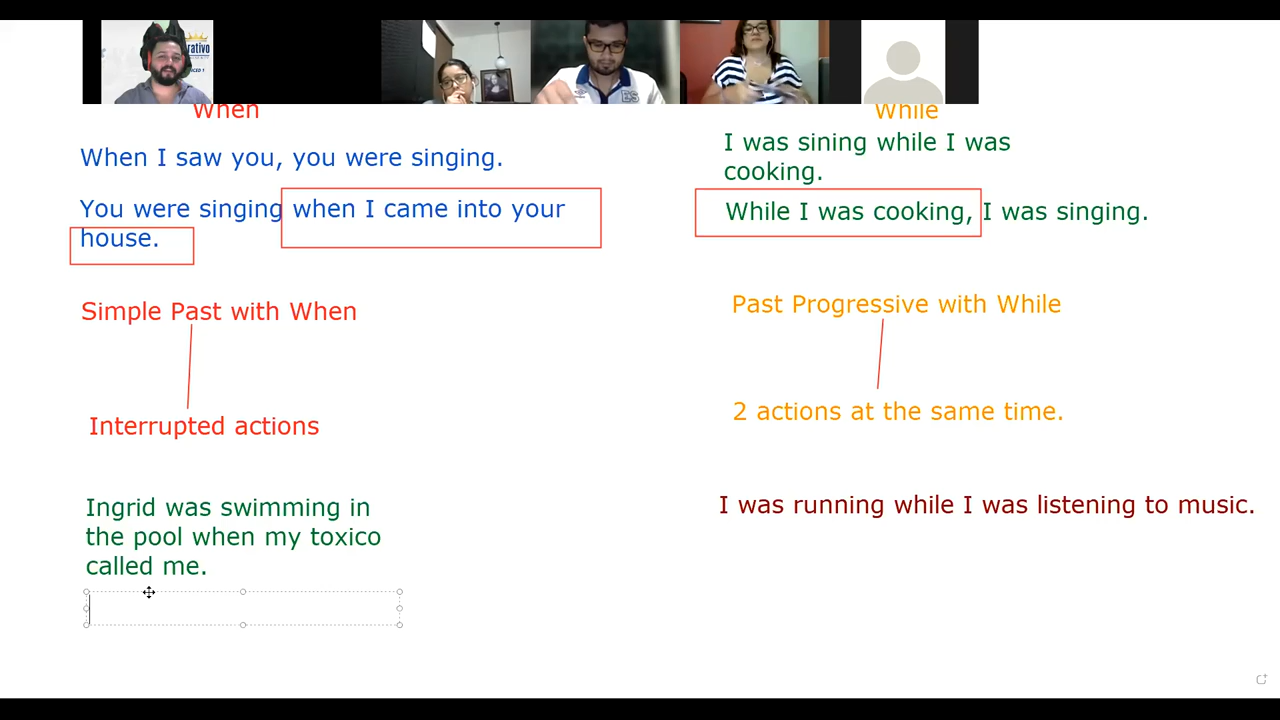 rativo
ES
When
When I saw you, you were singing.
You were singing when I came into your
house.
Simple Past with When
Interrupted actions
Ingrid was swimming in
the pool when my toxico
called me.
While
I was sining while I was
cooking.
While I was cooking, I was singing.
Past Progressive with While
2 actions at the same time.
I was running while I was listening to music.